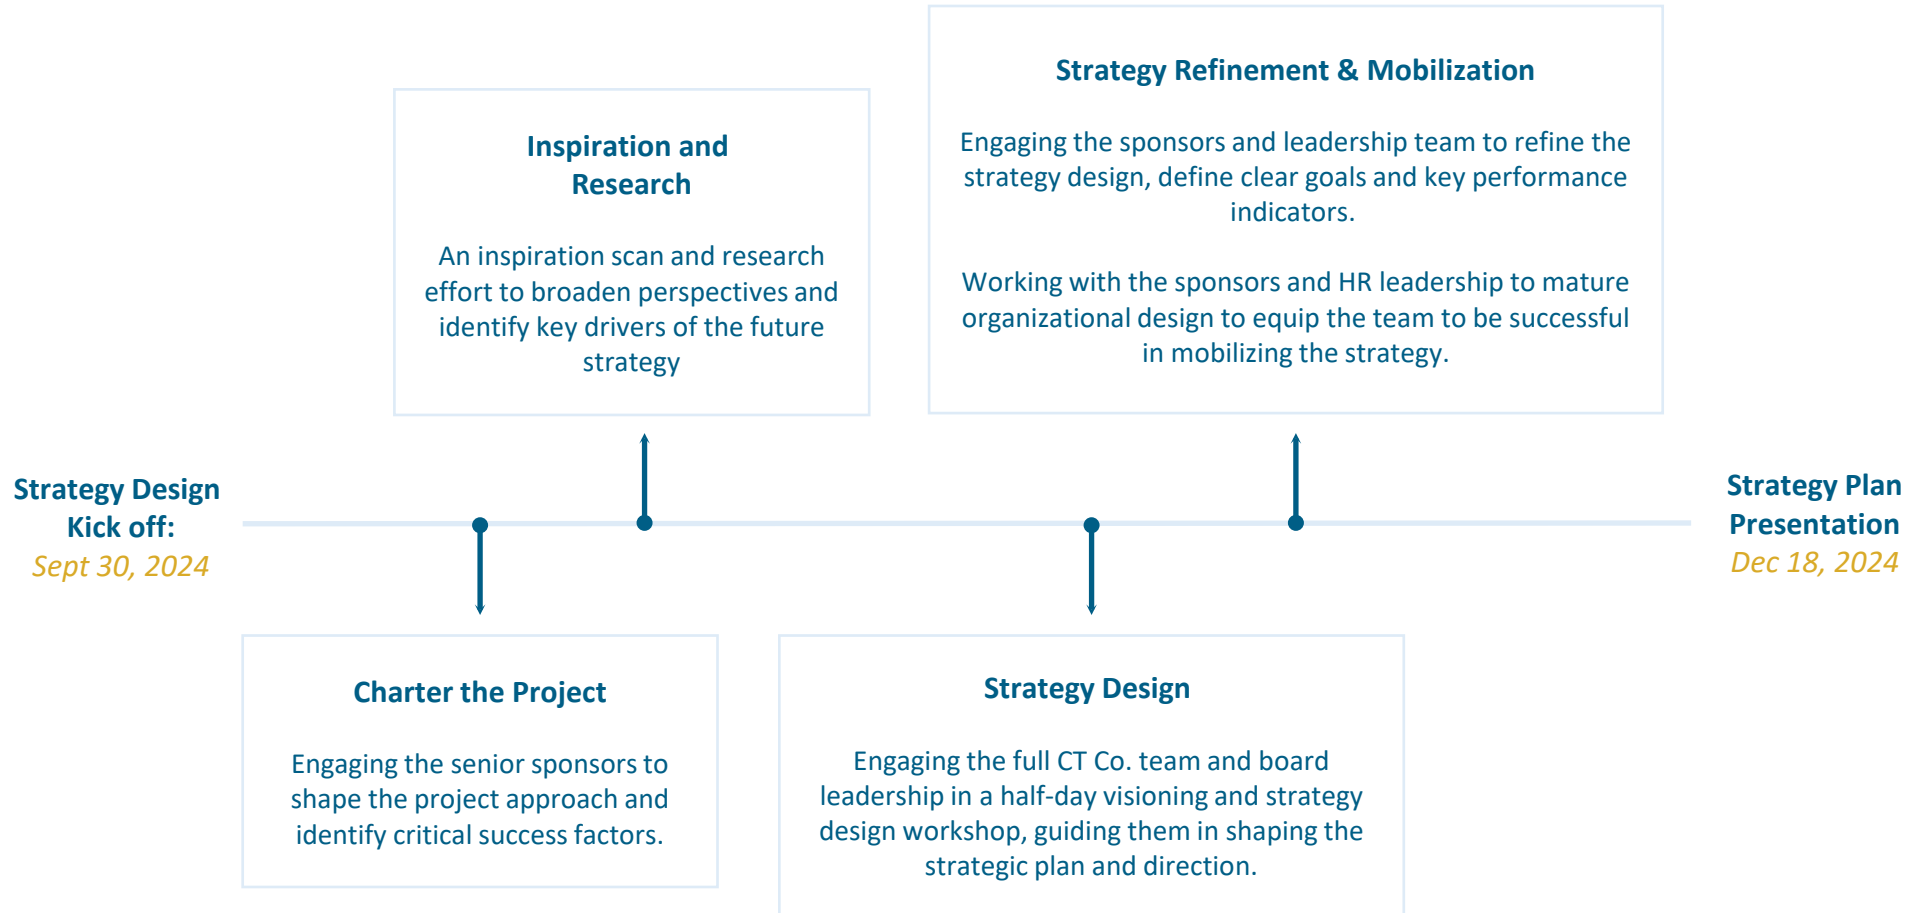 Strategy Design
Kick off:
Sept 30, 2024
Charter the Project
Engaging the senior sponsors to
shape the project approach and
identify critical success factors.
Inspiration and
Research
An inspiration scan and research
effort to broaden perspectives and
identify key drivers of the future
strategy
Strategy Design
Engaging the full CT Co. team and board
leadership in a half-day visioning and strategy
design workshop, guiding them in shaping the
strategic plan and direction.
Strategy Refinement & Mobilization
Engaging the sponsors and leadership team to refine the
strategy design, define clear goals and key performance
indicators.
Working with the sponsors and HR leadership to mature
organizational design to equip the team to be successful
in mobilizing the strategy.
Strategy Plan
Presentation
Dec 18, 2024